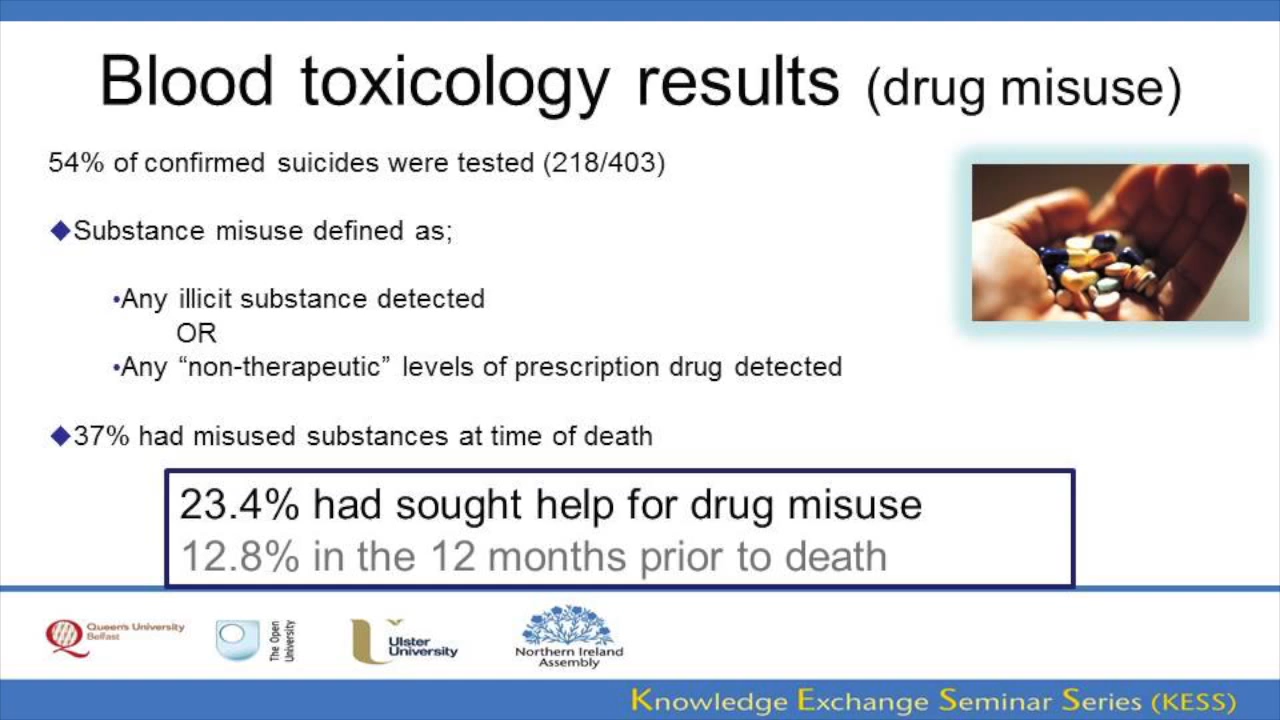 Blood toxicology results (drug misuse)
54% of confirmed suicides were tested (218/403)
◆Substance misuse defined as;
•Any illicit substance detected
OR
•Any “non-therapeutic” levels of prescription drug detected
◆37% had misused substances at time of death
23.4% had sought help for drug misuse
12.8% in the 12 months prior to death
Queen's University
Belfast
The Open
University
Ulster
University
Northern Ireland
Assembly
Knowledge Exchange Seminar Series (KESS)